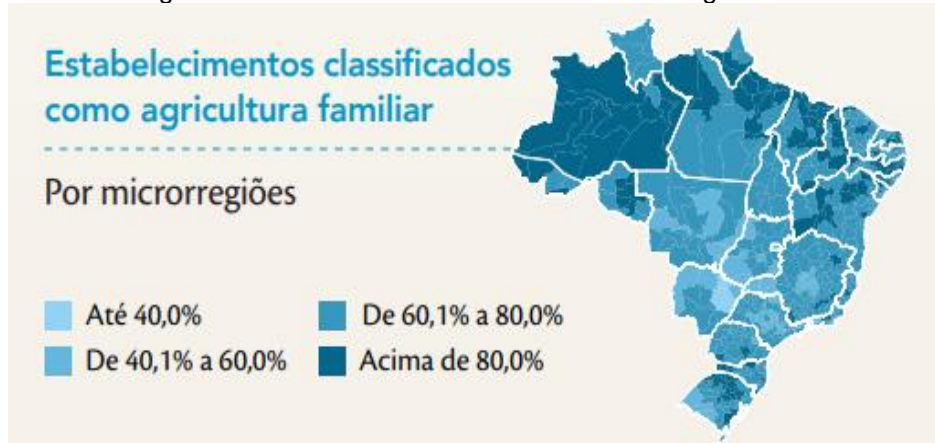 Estabelecimentos classificados
como agricultura familiar
Por microrregiões
Até 40,0%
De 60,1% a 80,0%
De 40,1% a 60,0%
Acima de 80,0%